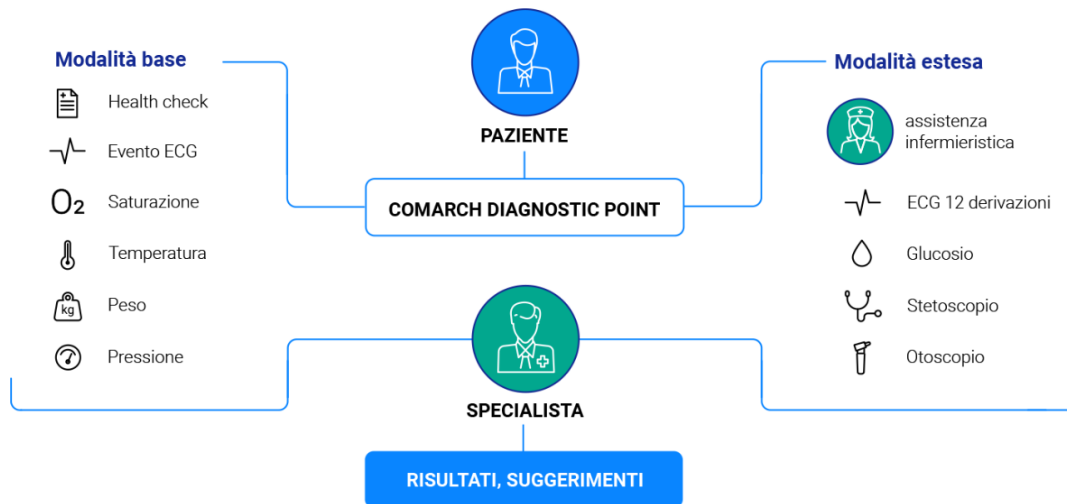 Modalità base
Health check
Evento ECG
O₂
Saturazione
Temperatura
kg
Peso
Pressione
PAZIENTE
COMARCH DIAGNOSTIC POINT
SPECIALISTA
RISULTATI, SUGGERIMENTI
Modalità estesa
assistenza
infermieristica
ECG 12 derivazioni
Glucosio
Stetoscopio
Otoscopio